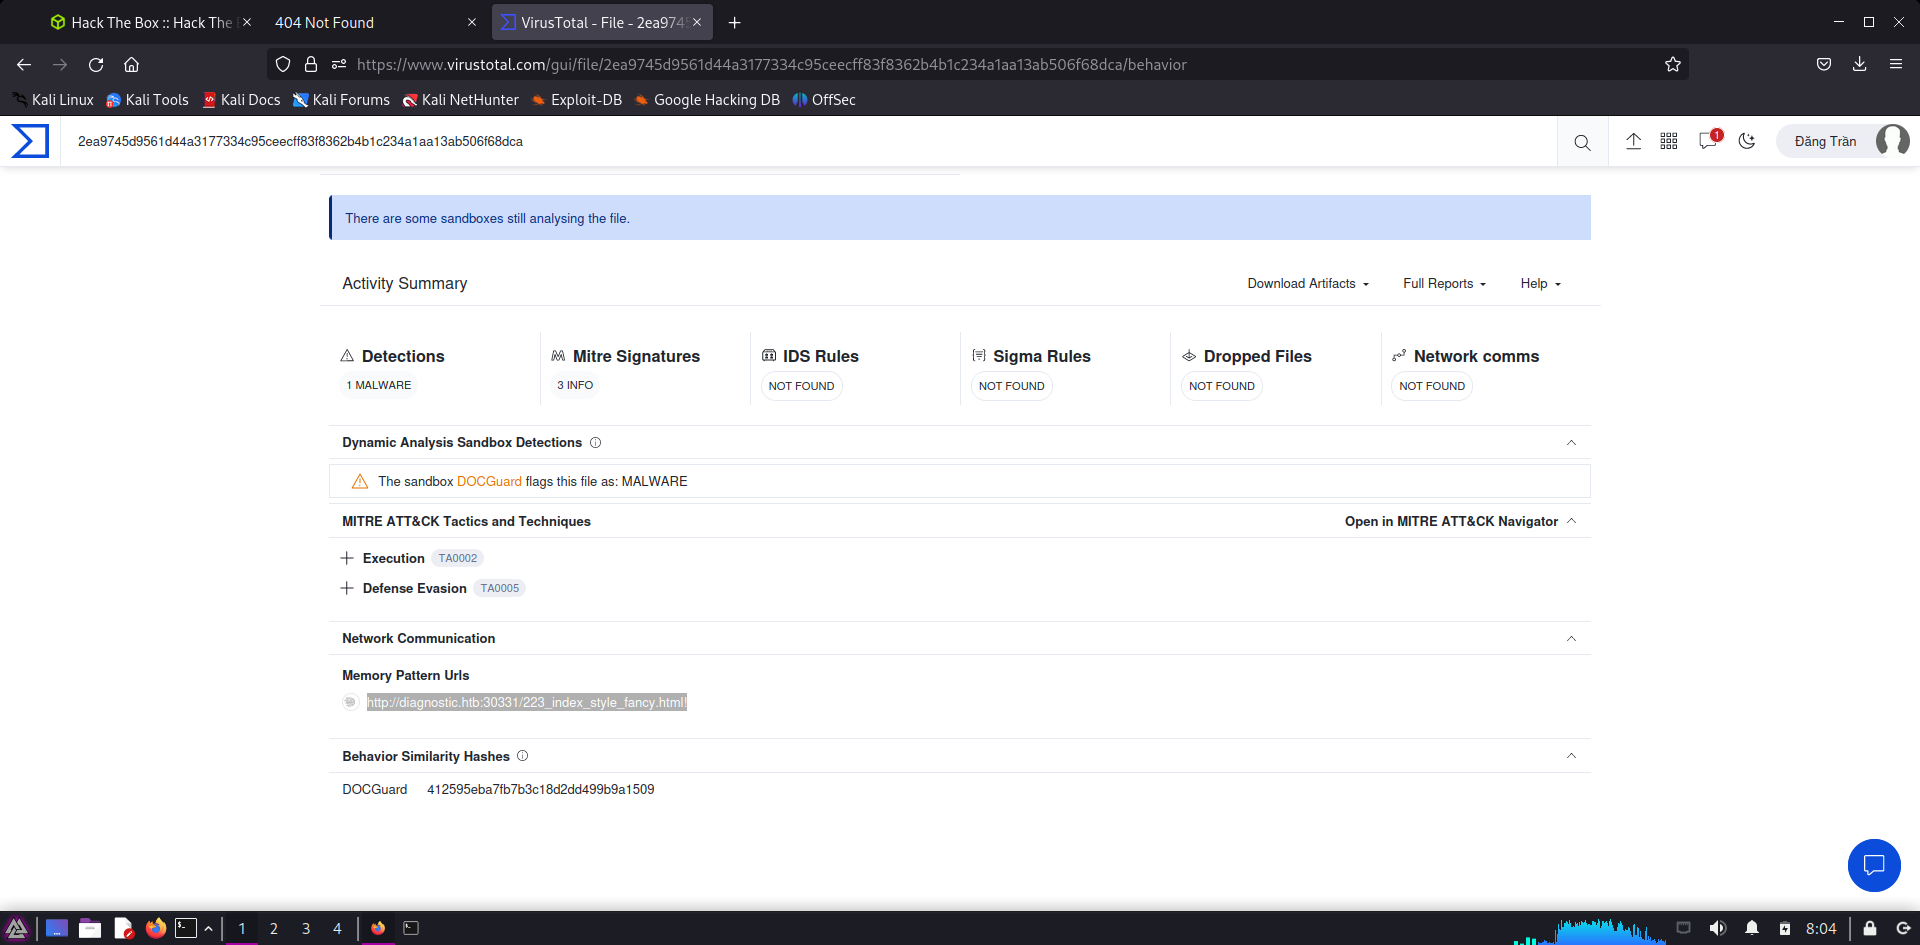 Hack The Box :: Hack The
404 Not Found
VirusTotal - File - 2ea9745
https://www.virustotal.com/gui/file/2ea9745d9561d44a3177334c95ceecff83f8362b4b1c234a1aa13ab506f68dca/behavior
Kali Linux Kali Tools Kali Docs Kali Forums Kali NetHunter Exploit-DB Google Hacking DB OffSec
2ea9745d9561d44a3177334c95ceecff83f8362b4b1c234a1aa13ab506f68dca
1
Đăng Trần
There are some sandboxes still analysing the file.
Activity Summary
Download Artifacts Full Reports Help
Detections
1 MALWARE
Mitre Signatures
3 INFO
IDS Rules
NOT FOUND
Sigma Rules
NOT FOUND
Dropped Files
NOT FOUND
Network comms
NOT FOUND
Dynamic Analysis Sandbox Detections
The sandbox DOCGuard flags this file as: MALWARE
MITRE ATT&CK Tactics and Techniques
Open in MITRE ATT&CK Navigator
Execution TA0002
Defense Evasion TA0005
Network Communication
Memory Pattern Urls
http://diagnostic.htb:30331/223_index_style_fancy.html!
Behavior Similarity Hashes
DOCGuard 412595eba7fb7b3c18d2dd499b9a1509
1 2 3 4
8:04